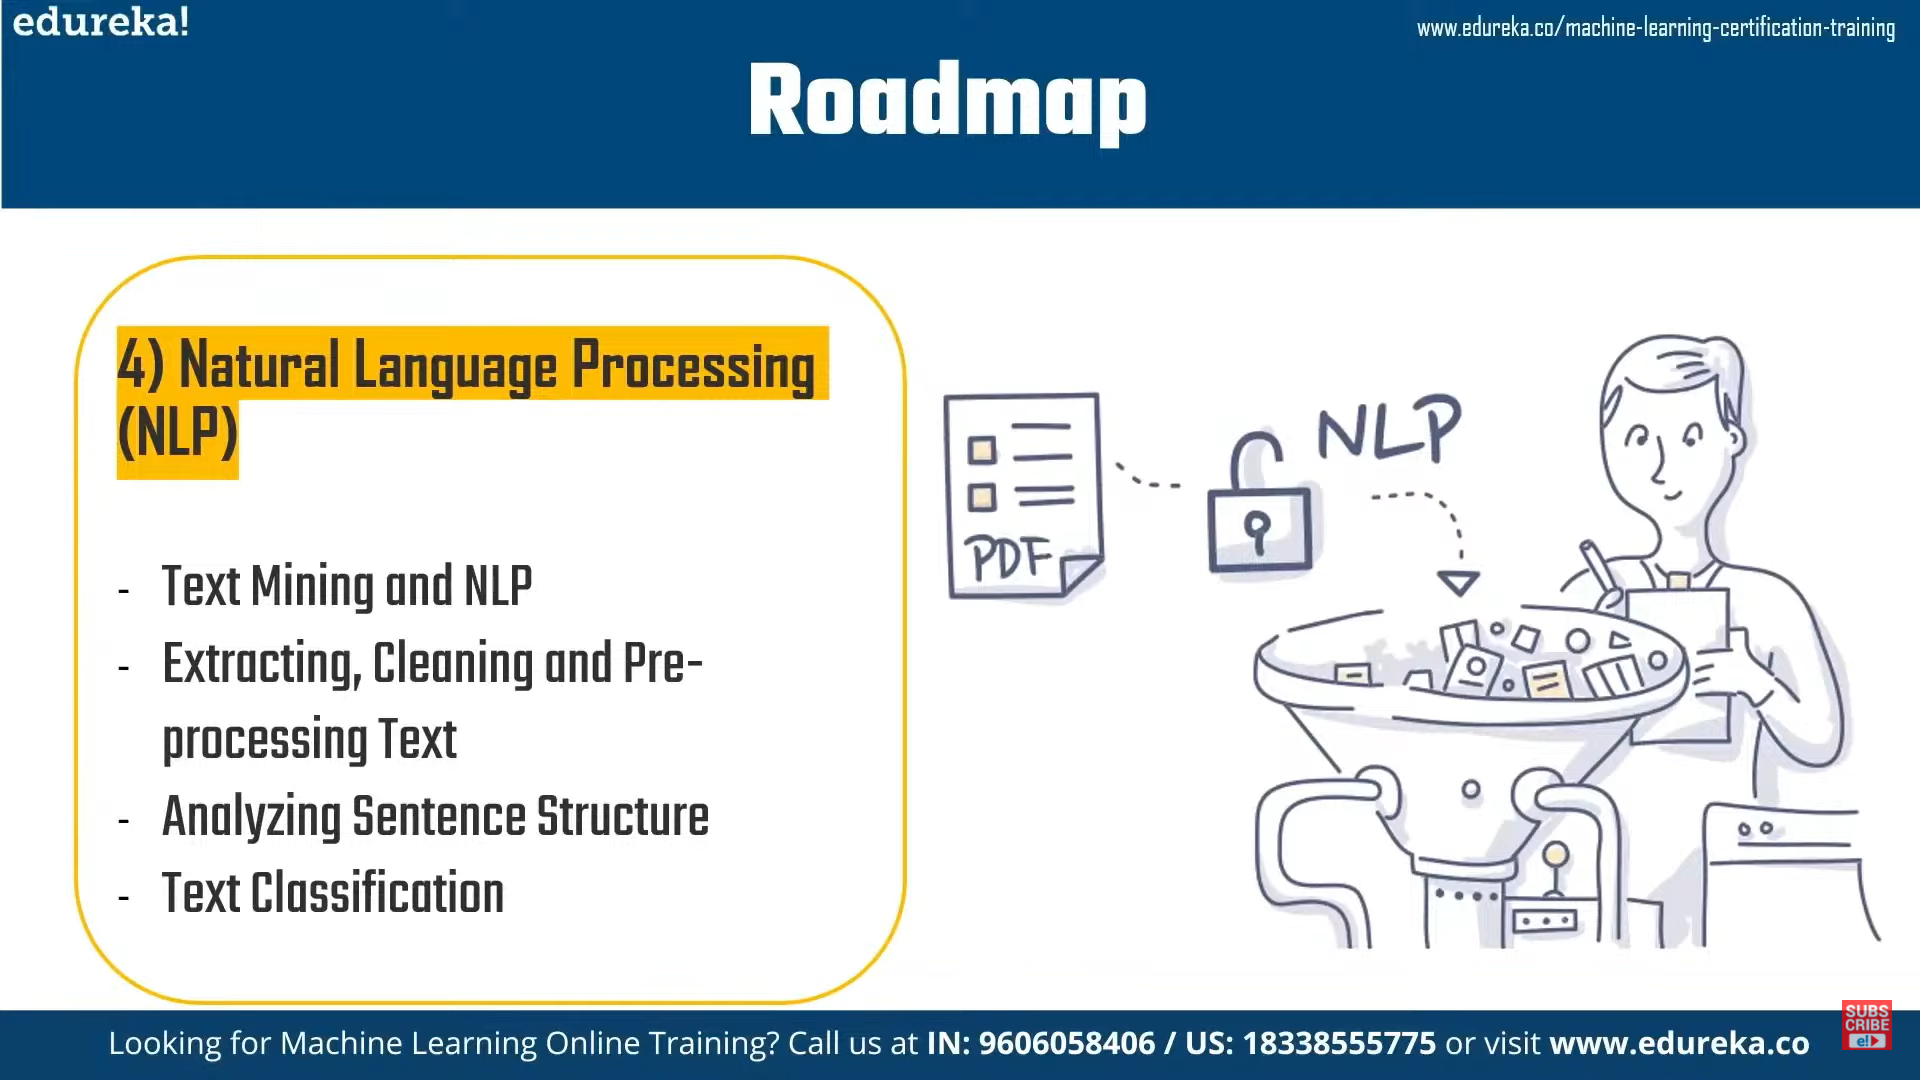 edureka!
www.edureka.co/machine-learning-certification-training
Roadmap
4) Natural Language Processing
(NLP)
- Text Mining and NLP
- Extracting, Cleaning and Pre-
processing Text
- Analyzing Sentence Structure
- Text Classification
PDF
NLP
SUBS
CRIBE
e!
Looking for Machine Learning Online Training? Call us at IN: 9606058406 / US: 18338555775 or visit www.edureka.co